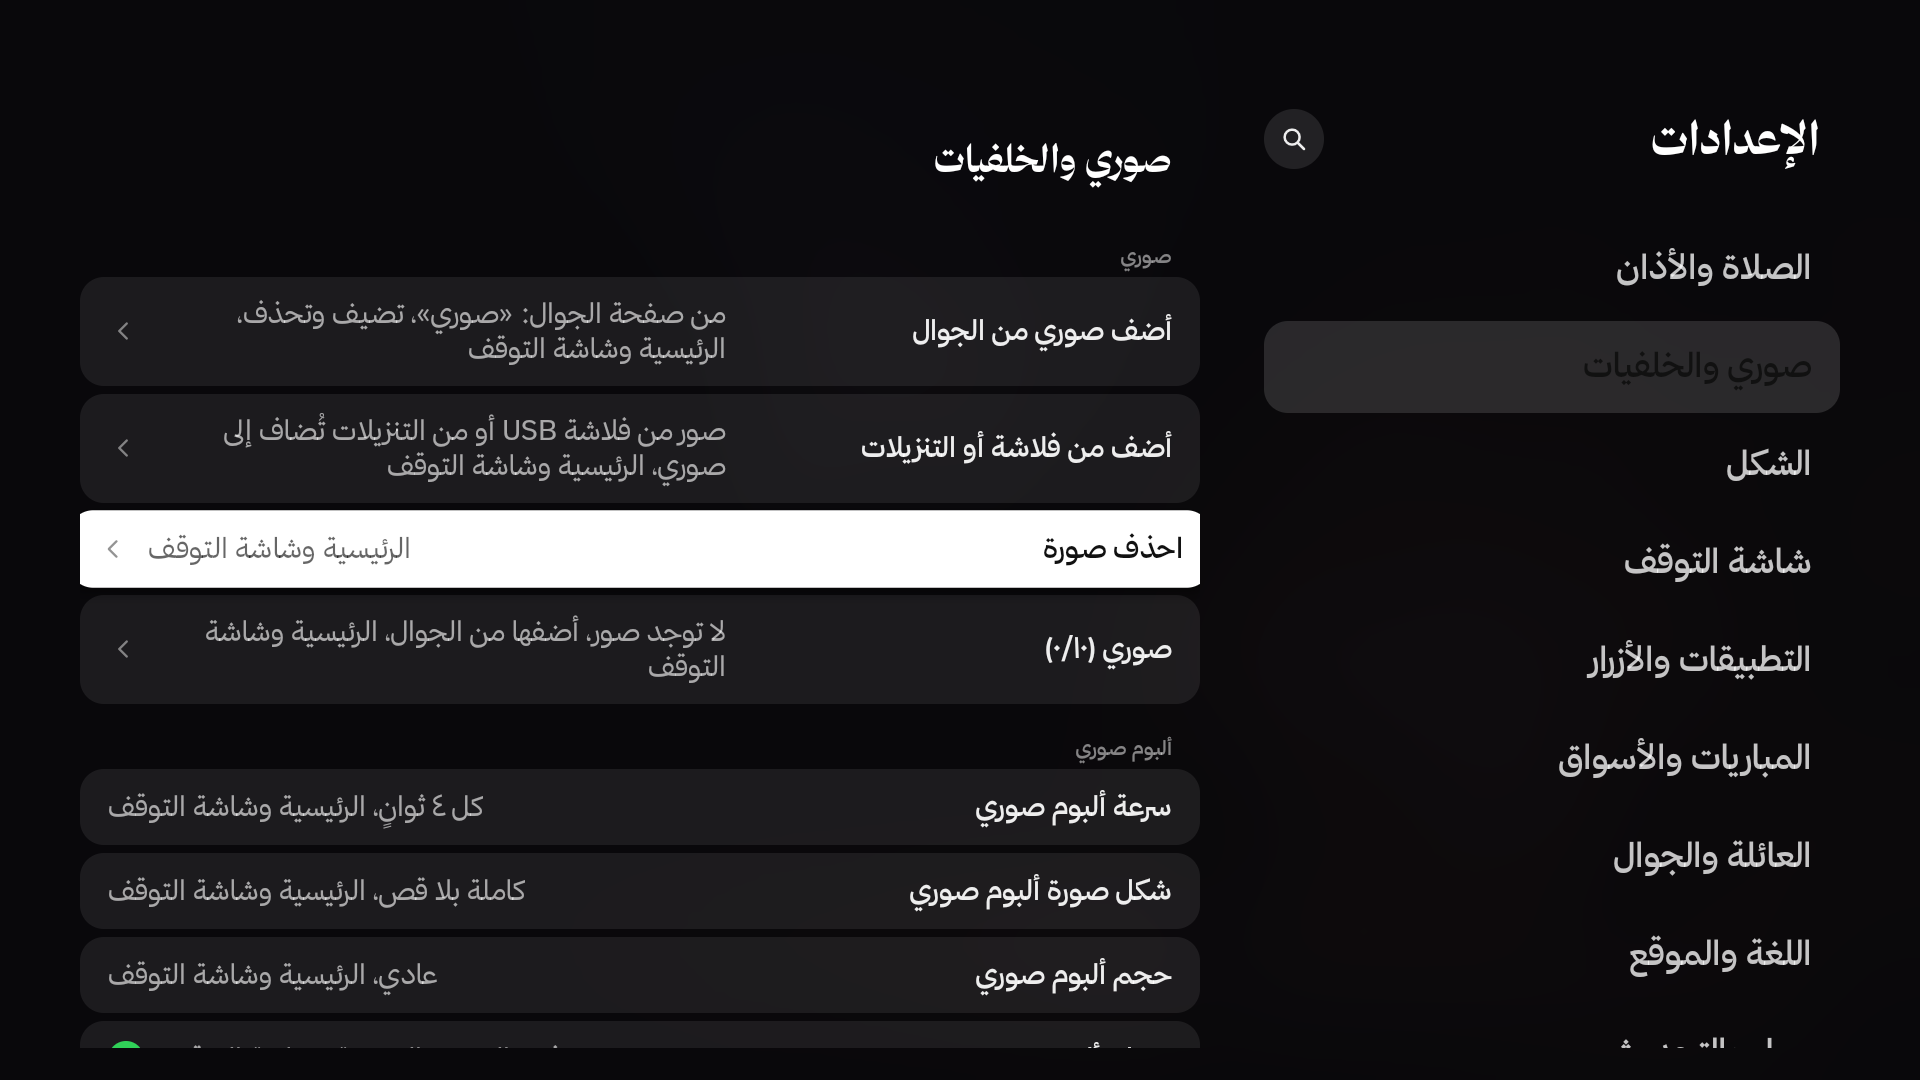 الإعدادات
الصلاة والأذان
صوري والخلفيات
الشكل
شاشة التوقف
التطبيقات والأزرار
المباريات والأسواق
العائلة والجوال
اللغة والموقع
صوري والخلفيات
صوري
أضف صوري من الجوال
من صفحة الجوال: «صوري»، تضيف وتحذف،
الرئيسية وشاشة التوقف
أضف من فلاشة أو التنزيلات
صور من فلاشة USB أو من التنزيلات تُضاف إلى
صوري، الرئيسية وشاشة التوقف
احذف صورة
الرئيسية وشاشة التوقف
صوري (٠/١٠)
لا توجد صور، أضفها من الجوال، الرئيسية وشاشة
التوقف
ألبوم صوري
سرعة ألبوم صوري
كل ٤ ثوانٍ، الرئيسية وشاشة التوقف
شكل صورة ألبوم صوري
كاملة بلا قص، الرئيسية وشاشة التوقف
حجم ألبوم صوري
عادي، الرئيسية وشاشة التوقف